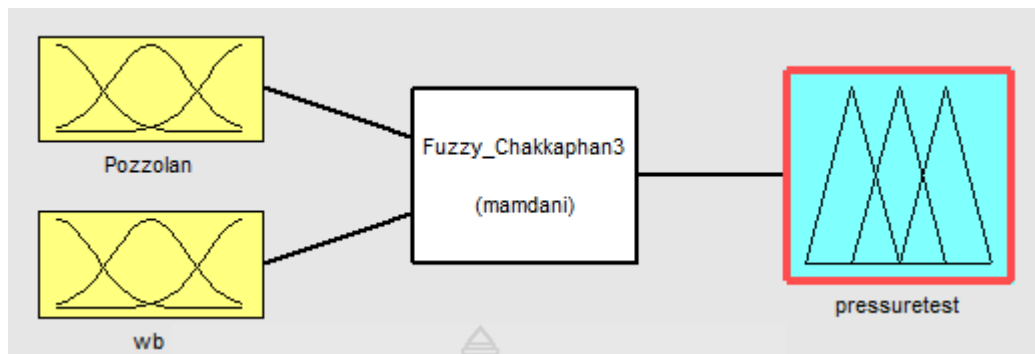 Pozzolan
wb
Fuzzy_Chakkaphan3
(mamdani)
pressuretest